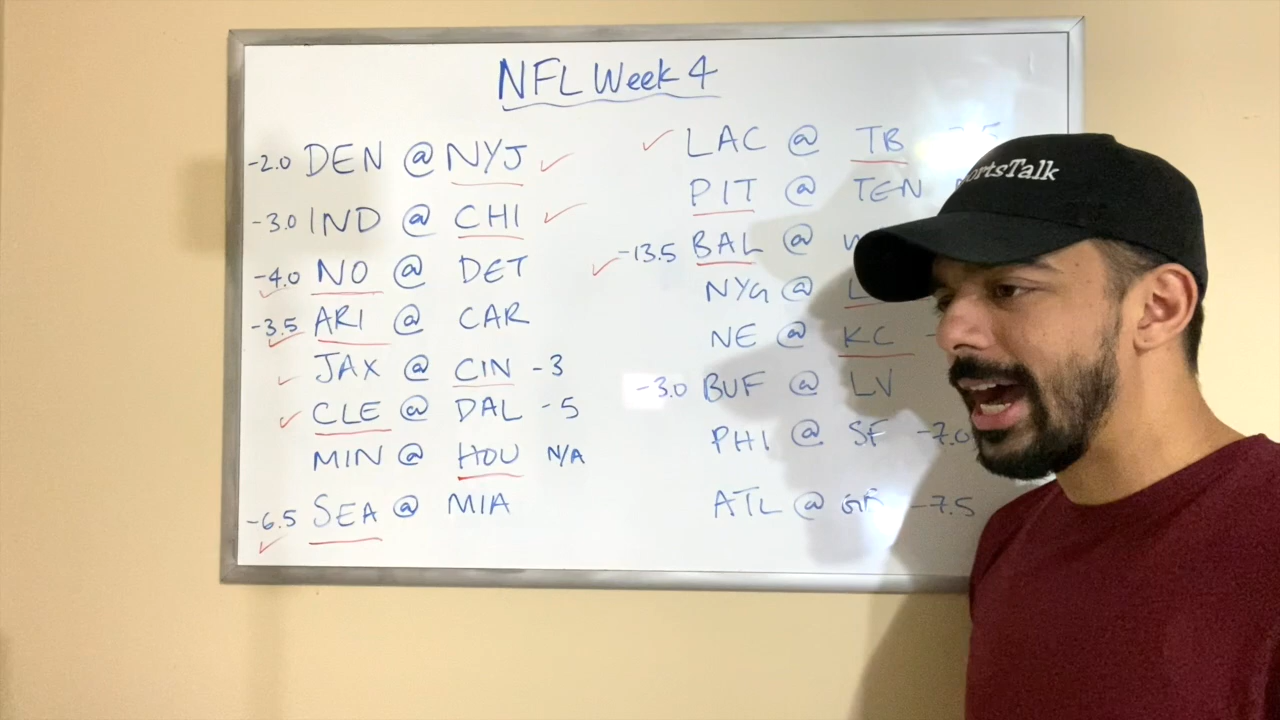 NFL Week 4
-2.0 DEN @ NYJ
-3.0 IND @ CHI
-4.0 NO @ DET
-3.5 ARI @ CAR
JAX @ CIN -3
CLE @ DAL -5
MIN @ HOU N/A
-6.5 SEA @ MIA
LAC @ TB
PIT @ TEN
-13.5 BAL @
NYG @
NE @ KC
-3.0 BUF @ LV
PHI @ SF -7.0
ATL @ -7.5
ortsTalk